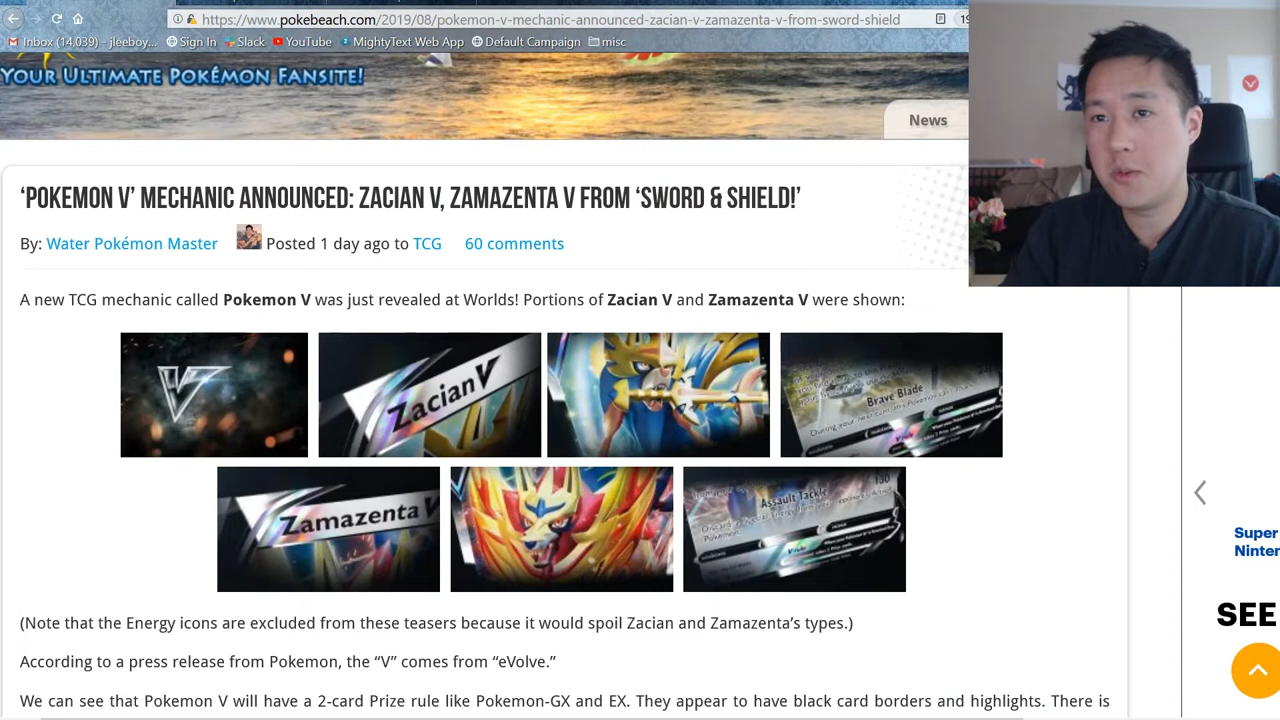 https://www.pokebeach.com/2019/08/pokemon-v-mechanic-announced-zacian-v-zamazenta-v-from-sword-shield
Inbox (14,039) - jleeboy... Sign In Slack YouTube MightyText Web App Default Campaign misc
YOUR ULTIMATE POKÉMON FANSITE!
News
‘POKEMON V’ MECHANIC ANNOUNCED: ZACIAN V, ZAMAZENTA V FROM ‘SWORD & SHIELD!’
By: Water Pokémon Master Posted 1 day ago to TCG 60 comments
A new TCG mechanic called Pokemon V was just revealed at Worlds! Portions of Zacian V and Zamazenta V were shown:
V
Zacian V
Brave Blade
Zamazenta V
Assault Tackle
(Note that the Energy icons are excluded from these teasers because it would spoil Zacian and Zamazenta’s types.)
According to a press release from Pokemon, the “V” comes from “eVolve.”
We can see that Pokemon V will have a 2-card Prize rule like Pokemon-GX and EX. They appear to have black card borders and highlights. There is
Super
Ninten
SEE